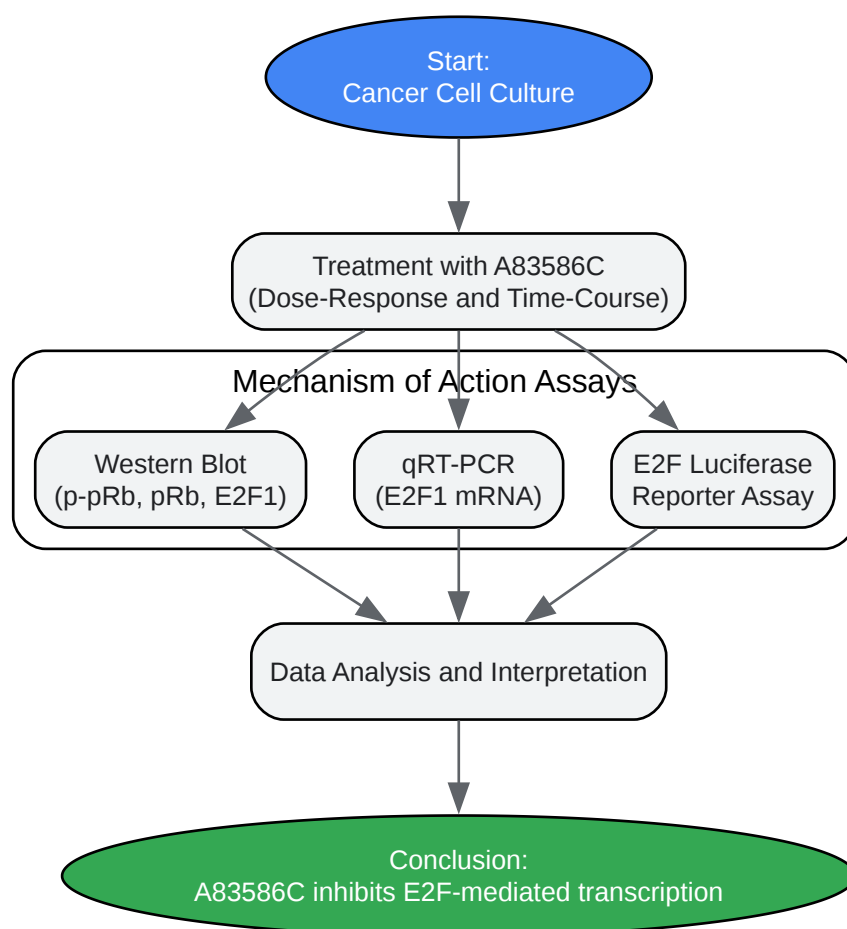 Start:
Cancer Cell Culture
Treatment with A83586C
(Dose-Response and Time-Course)
Mechanism of Action Assays
Western Blot
(p-pRb, pRb, E2F1)
qRT-PCR
(E2F1 mRNA)
E2F Luciferase
Reporter Assay
Data Analysis and Interpretation
Conclusion:
A83586C inhibits E2F-mediated transcription